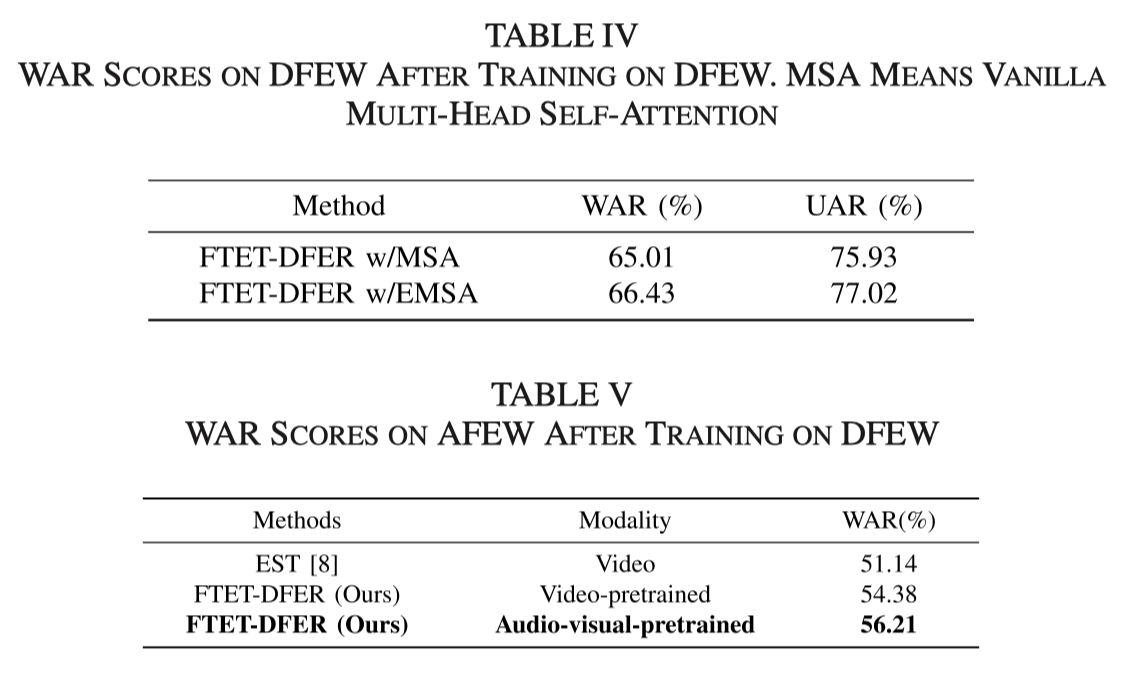 TABLE IV
WAR SCORES ON DFEW AFTER TRAINING ON DFEW. MSA MEANS VANILLA
MULTI-HEAD SELF-ATTENTION
Method WAR (%) UAR (%)
FTET-DFER w/MSA 65.01 75.93
FTET-DFER w/EMSA 66.43 77.02
TABLE V
WAR SCORES ON AFEW AFTER TRAINING ON DFEW
Methods Modality WAR(%)
EST [8] Video 51.14
FTET-DFER (Ours) Video-pretrained 54.38
FTET-DFER (Ours) Audio-visual-pretrained 56.21